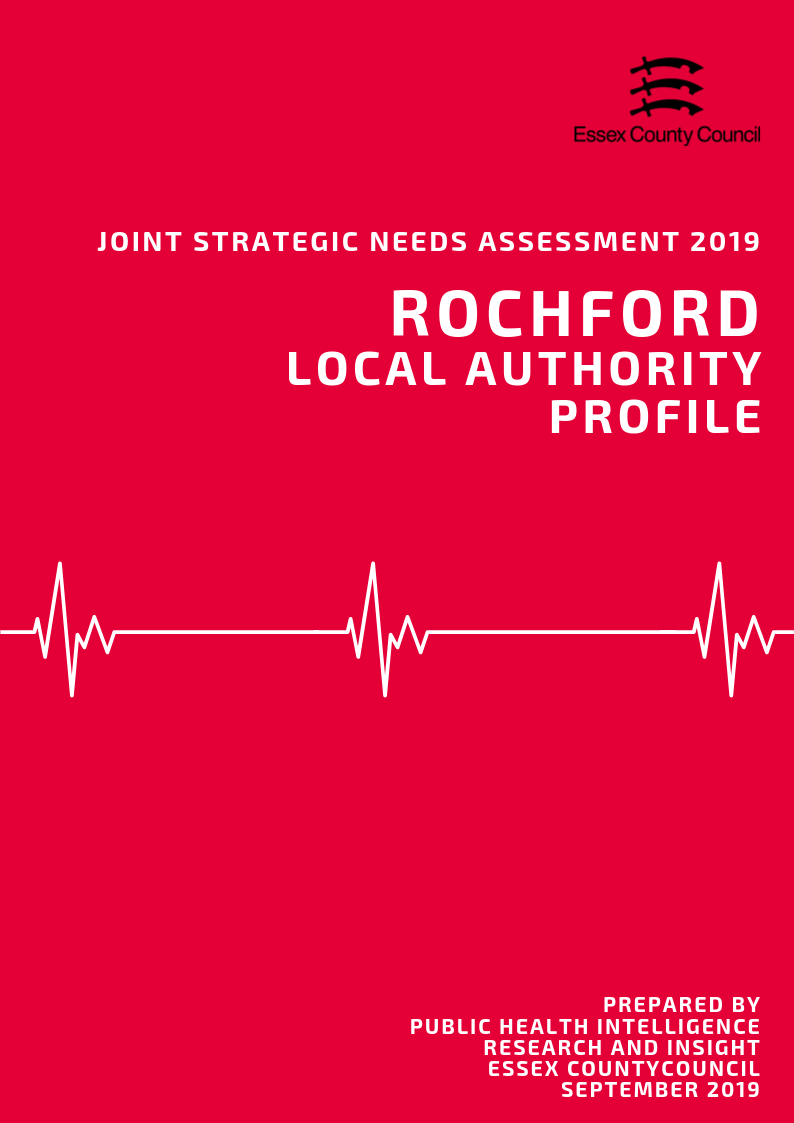 Essex County Council
JOINT STRATEGIC NEEDS ASSESSMENT 2019
ROCHFORD
LOCAL AUTHORITY
PROFILE
PREPARED BY
PUBLIC HEALTH INTELLIGENCE
RESEARCH AND INSIGHT
ESSEX COUNTYCOUNCIL
SEPTEMBER 2019